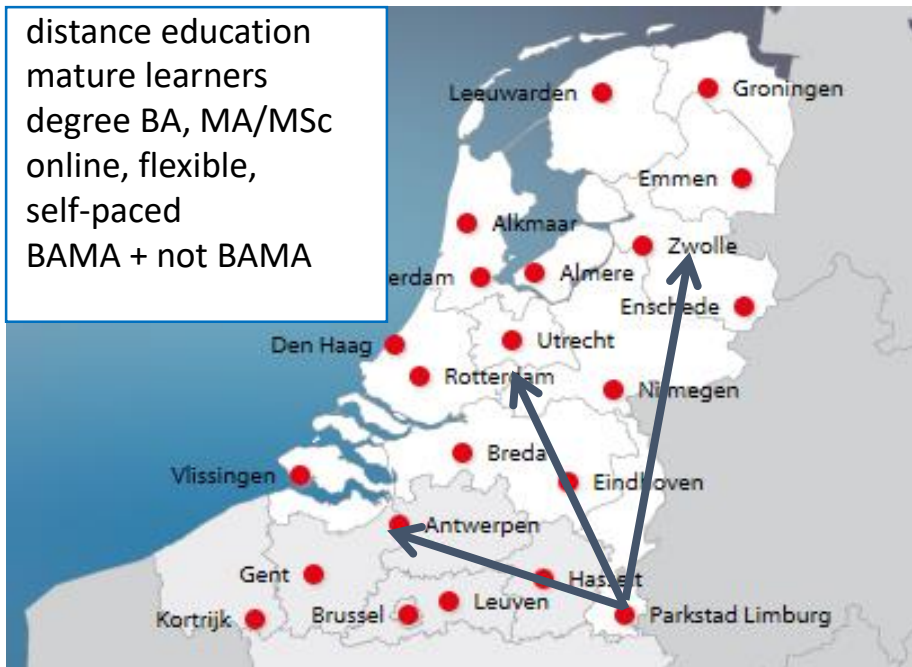 distance education
mature learners
degree BA, MA/MSc
online, flexible,
self-paced
BAMA + not BAMA
Leeuwarden
Groningen
Emmen
Alkmaar
Zwolle
erdam
Almere
Enschede
Den Haag
Utrecht
Rotterdam
Nijmegen
Breda
Vlissingen
Eindhoven
Antwerpen
Gent
Hasselt
Leuven
Kortrijk
Brussel
Parkstad Limburg